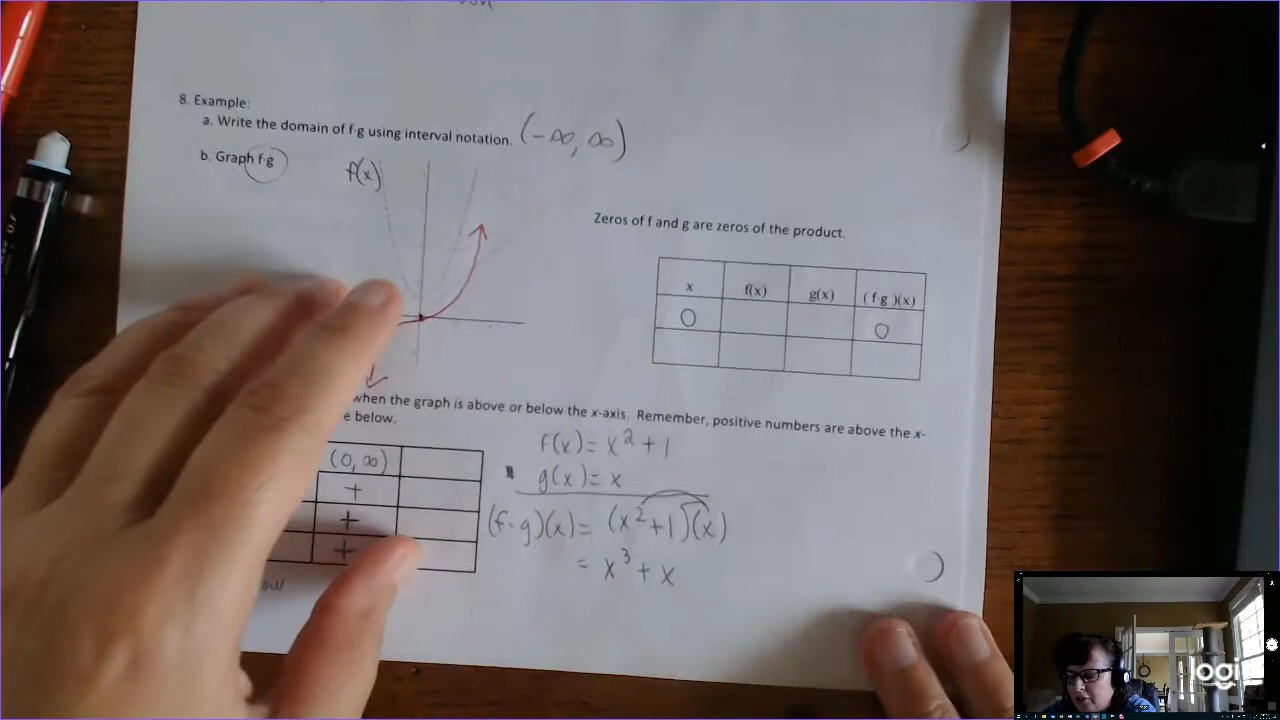 8. Example:
a. Write the domain of f·g using interval notation. (-∞, ∞)
b. Graph f·g
f(x)
Zeros of f and g are zeros of the product.
x f(x) g(x) (f·g)(x)
0 0
when the graph is above or below the x-axis. Remember, positive numbers are above the x-
e below.
(0, ∞)
+
+
+
ow
f(x) = x² + 1
g(x) = x
(f·g)(x) = (x² + 1)(x)
= x³ + x
logi